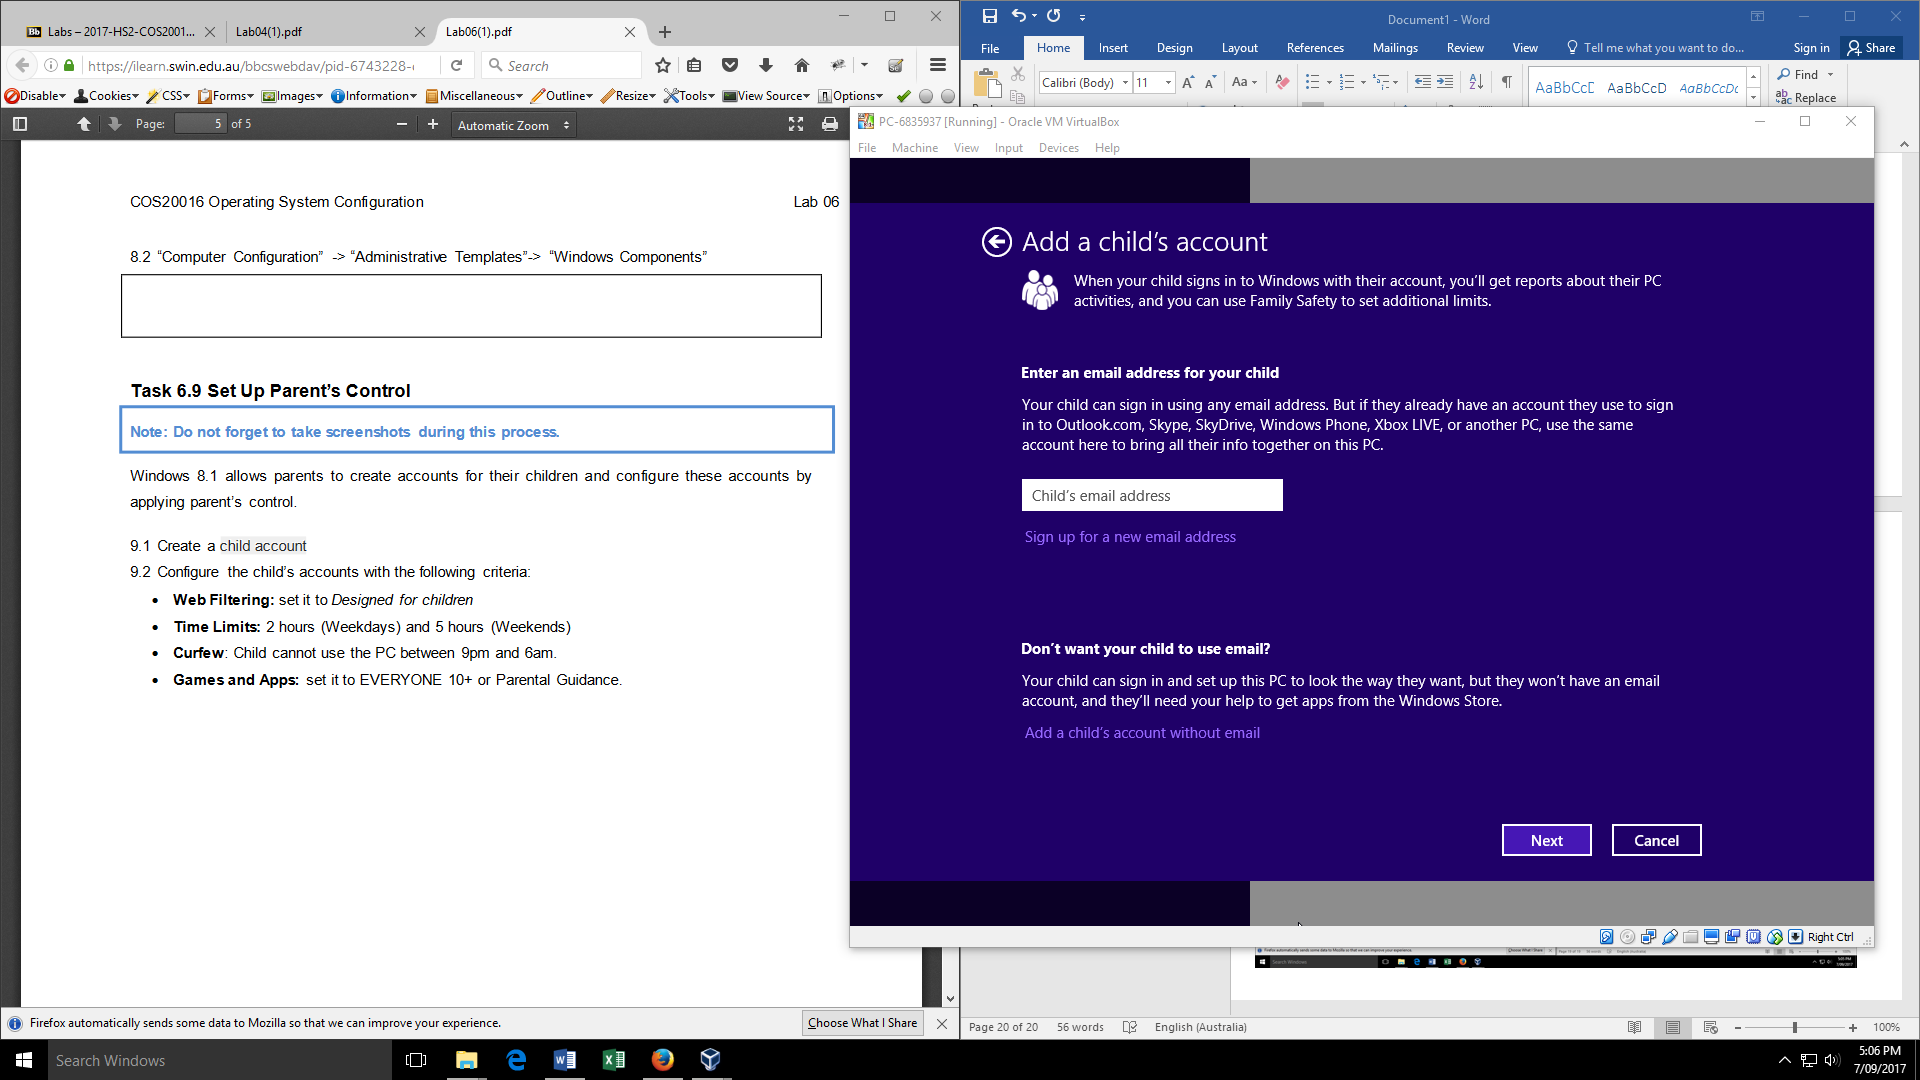 Labs – 2017-HS2-COS2001...
Lab04(1).pdf
Lab06(1).pdf
https://ilearn.swin.edu.au/bbcswebdav/pid-6743228-
Search
Disable
Cookies
CSS
Forms
Images
Information
Miscellaneous
Outline
Resize
Tools
View Source
Options
Page:
5
of 5
Automatic Zoom
COS20016 Operating System Configuration
Lab 06
8.2 “Computer Configuration” -> “Administrative Templates”-> “Windows Components”
Task 6.9 Set Up Parent’s Control
Note: Do not forget to take screenshots during this process.
Windows 8.1 allows parents to create accounts for their children and configure these accounts by
applying parent’s control.
9.1 Create a child account
9.2 Configure the child’s accounts with the following criteria:
• Web Filtering: set it to Designed for children
• Time Limits: 2 hours (Weekdays) and 5 hours (Weekends)
• Curfew: Child cannot use the PC between 9pm and 6am.
• Games and Apps: set it to EVERYONE 10+ or Parental Guidance.
Firefox automatically sends some data to Mozilla so that we can improve your experience.
Choose What I Share
Document1 - Word
File
Home
Insert
Design
Layout
References
Mailings
Review
View
Tell me what you want to do...
Sign in
Share
Calibri (Body)
11
Aa
AaBbCcDc
AaBbCcD
AaBbCcDc
Find
Replace
PC-6835937 [Running] - Oracle VM VirtualBox
File
Machine
View
Input
Devices
Help
Add a child’s account
When your child signs in to Windows with their account, you’ll get reports about their PC
activities, and you can use Family Safety to set additional limits.
Enter an email address for your child
Your child can sign in using any email address. But if they already have an account they use to sign
in to Outlook.com, Skype, SkyDrive, Windows Phone, Xbox LIVE, or another PC, use the same
account here to bring all their info together on this PC.
Child’s email address
Sign up for a new email address
Don’t want your child to use email?
Your child can sign in and set up this PC to look the way they want, but they won’t have an email
account, and they’ll need your help to get apps from the Windows Store.
Add a child’s account without email
Next
Cancel
Right Ctrl
Page 20 of 20
56 words
English (Australia)
100%
Search Windows
5:06 PM
7/09/2017